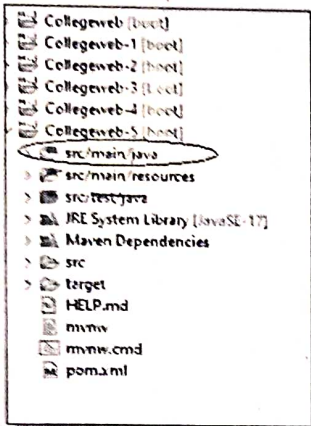 Collegeweb [boot]
Collegeweb-1 [boot]
Collegeweb-2 [boot]
Collegeweb-3 [boot]
Collegeweb-4 [boot]
Collegeweb-5 [boot]
src/main/java
src/main/resources
src/test/java
JRE System Library [JavaSE-17]
Maven Dependencies
src
target
HELP.md
mvnw
mvnw.cmd
pom.xml